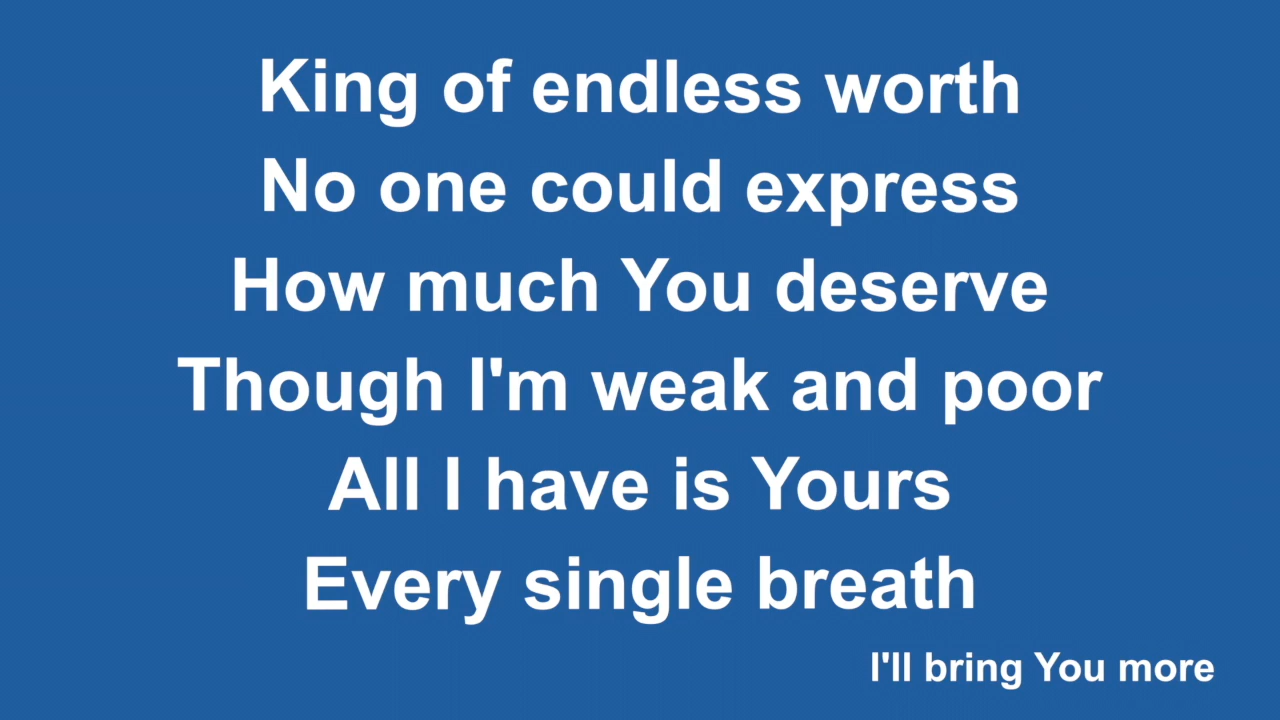 King of endless worth
No one could express
How much You deserve
Though I'm weak and poor
All I have is Yours
Every single breath
I'll bring You more